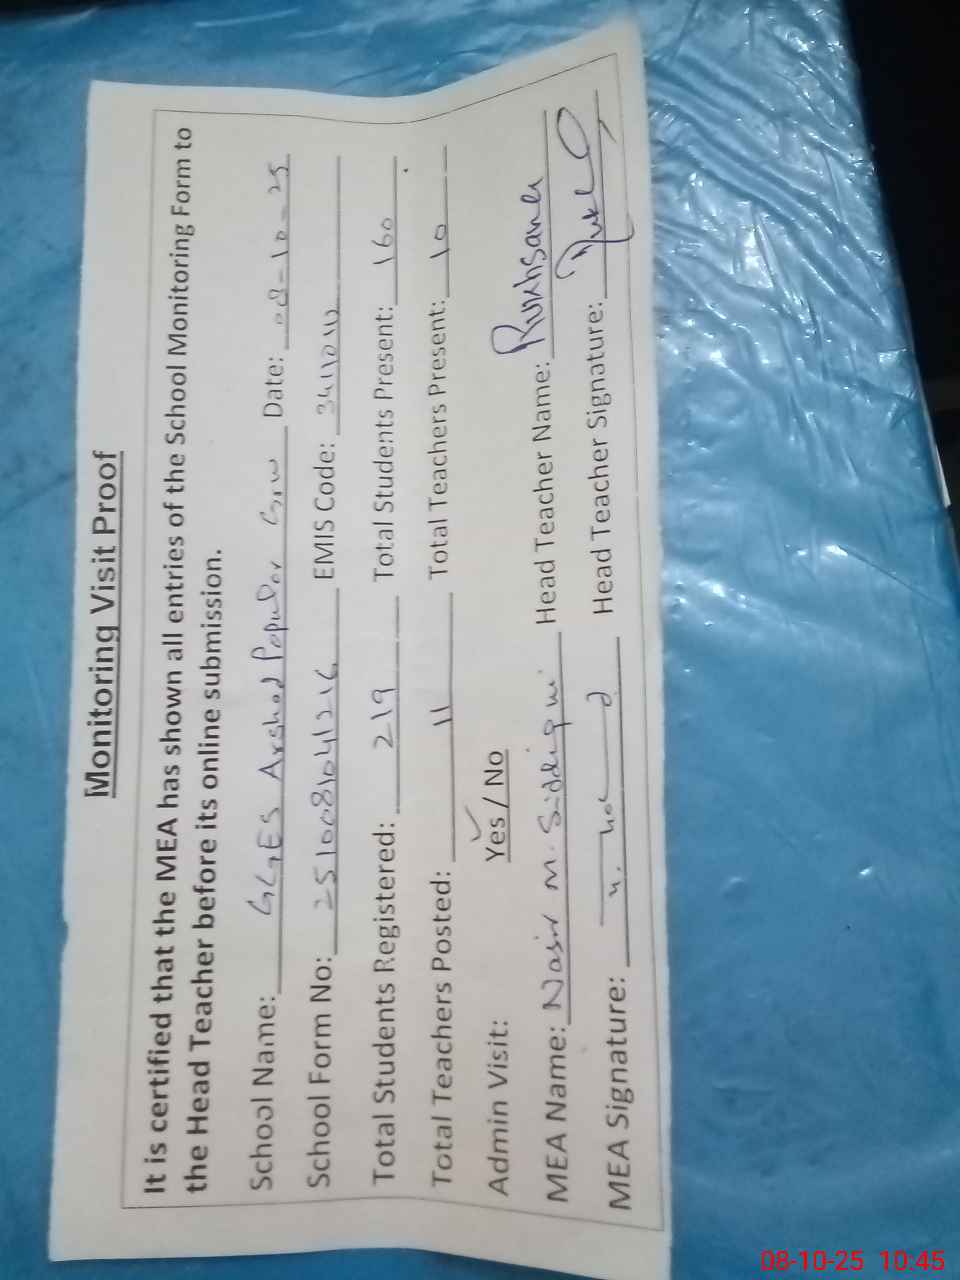 Monitoring Visit Proof
It is certified that the MEA has shown all entries of the School Monitoring Form to
the Head Teacher before its online submission.
School Name: GGES Arshad Popular Grw Date: 08-10-25
School Form No: 2510081041216 EMIS Code:
Total Students Registered: 219 Total Students Present: 160
Total Teachers Posted: 11 Total Teachers Present: 10
Admin Visit: Yes / No
MEA Name: Nasir M. Siddiqui Head Teacher Name: Rukhsana
MEA Signature: Head Teacher Signature:
08-10-25 10:45